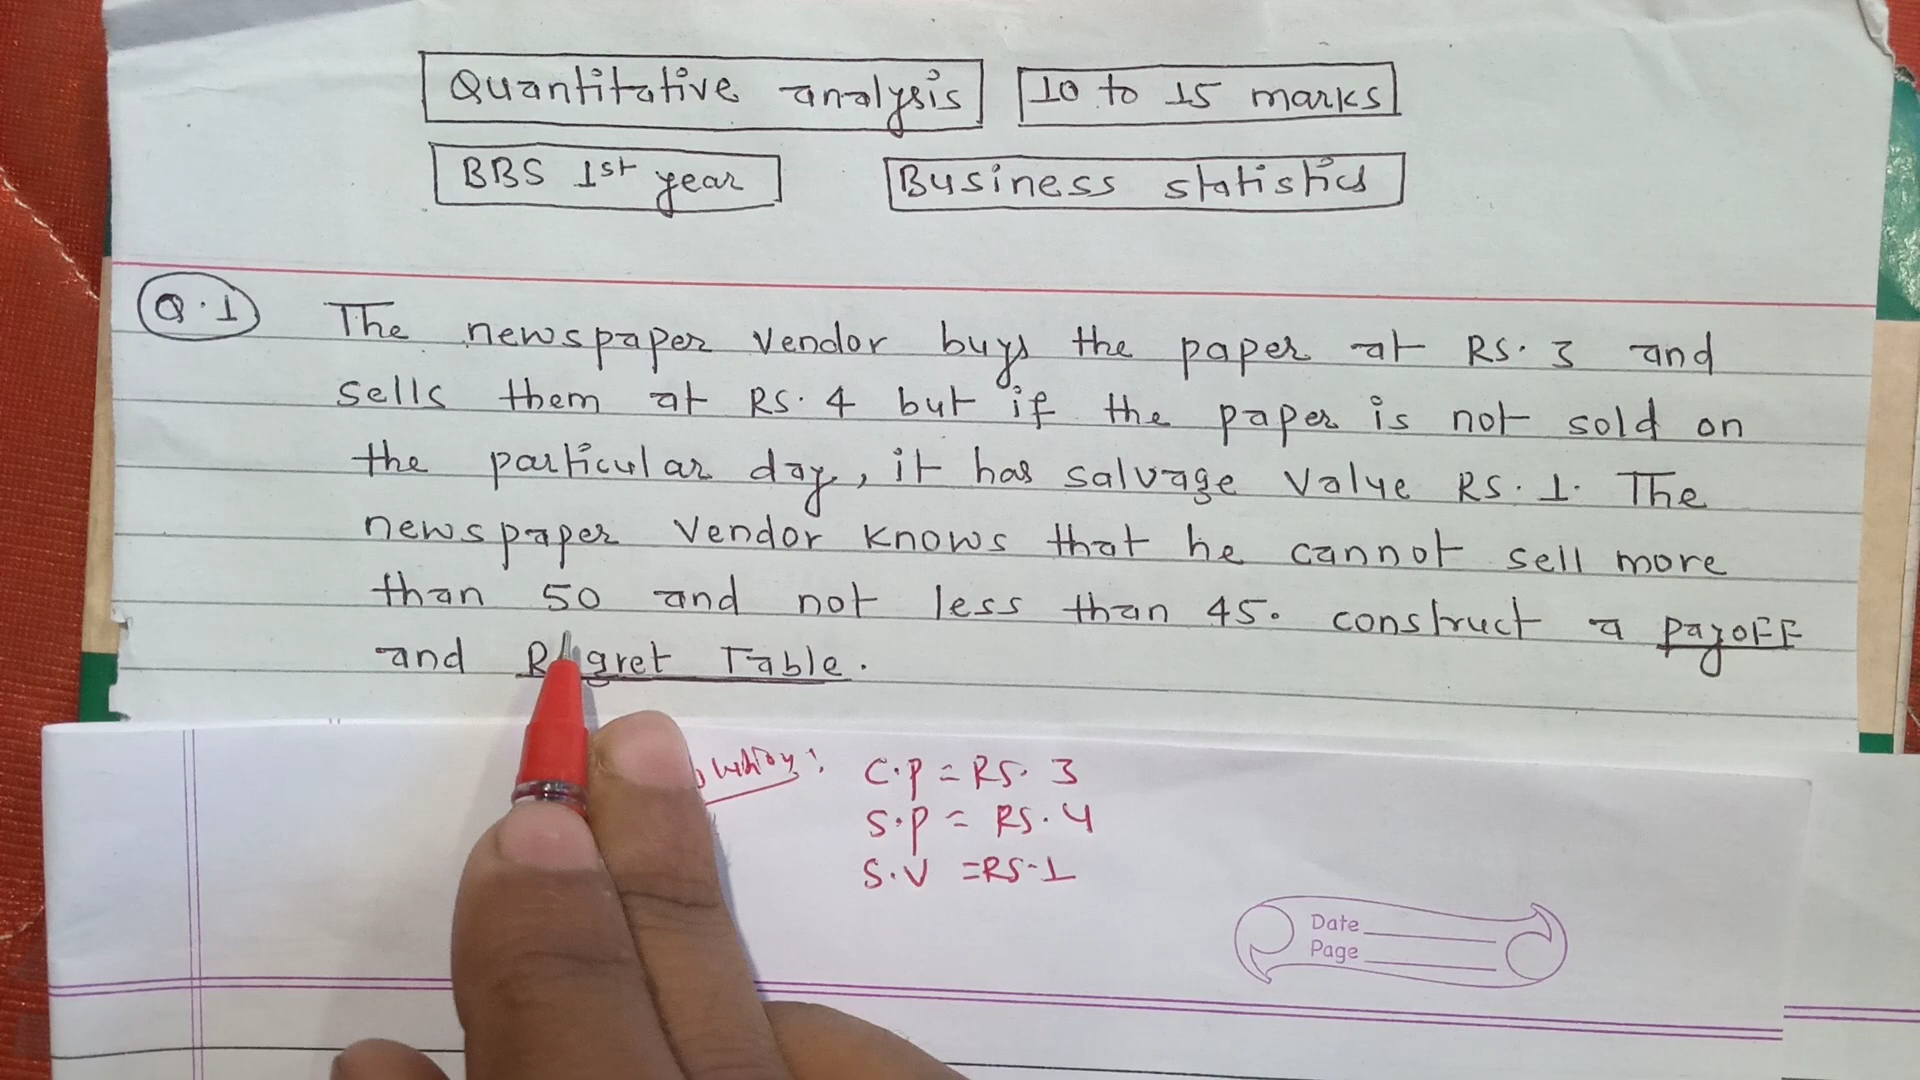 Quantitative analysis 10 to 15 marks
BBS 1st year Business statistics
Q.1 The newspaper vendor buys the paper at RS. 3 and
sells them at RS. 4 but if the paper is not sold on
the particular day, it has salvage value RS. 1. The
newspaper vendor knows that he cannot sell more
than 50 and not less than 45. construct a payoFF
and Regret Table.
C.P = RS. 3
S.P = RS. 4
S.V = RS. 1
Date
Page